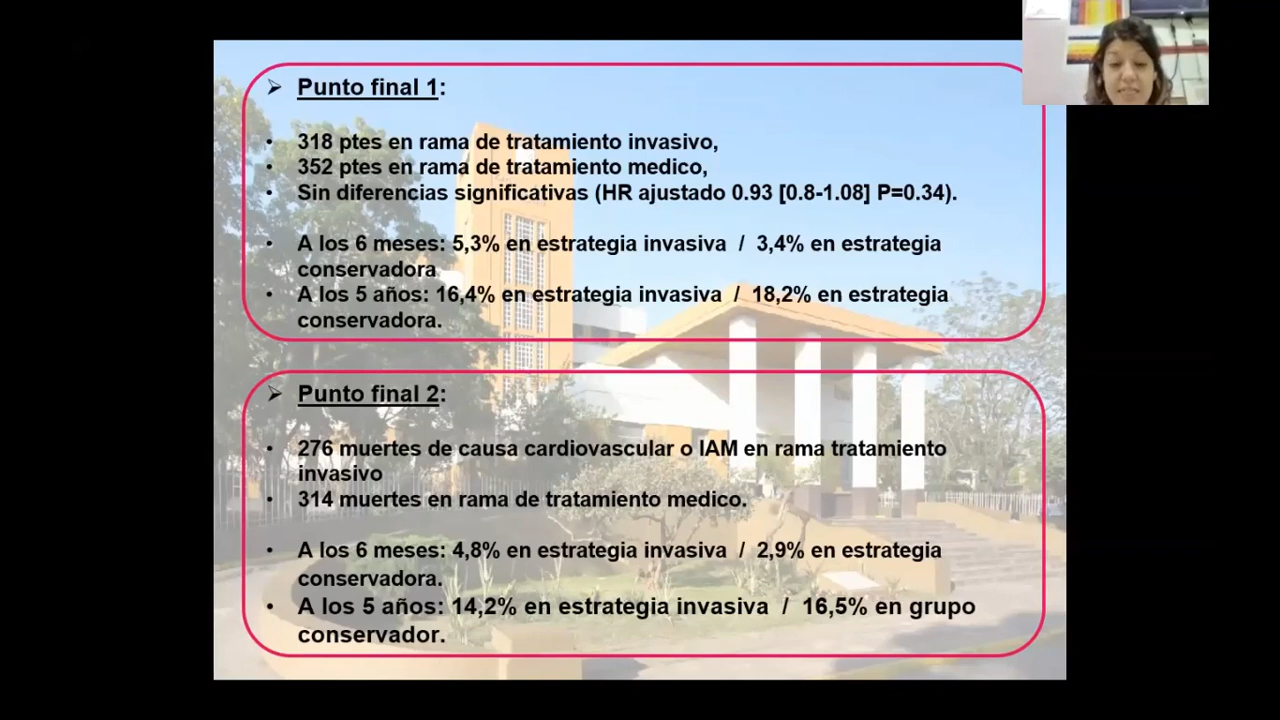 ➢ Punto final 1:
• 318 ptes en rama de tratamiento invasivo,
• 352 ptes en rama de tratamiento medico,
• Sin diferencias significativas (HR ajustado 0.93 [0.8-1.08] P=0.34).
• A los 6 meses: 5,3% en estrategia invasiva / 3,4% en estrategia
conservadora
• A los 5 años: 16,4% en estrategia invasiva / 18,2% en estrategia
conservadora.
➢ Punto final 2:
• 276 muertes de causa cardiovascular o IAM en rama tratamiento
invasivo
• 314 muertes en rama de tratamiento medico.
• A los 6 meses: 4,8% en estrategia invasiva / 2,9% en estrategia
conservadora.
• A los 5 años: 14,2% en estrategia invasiva / 16,5% en grupo
conservador.